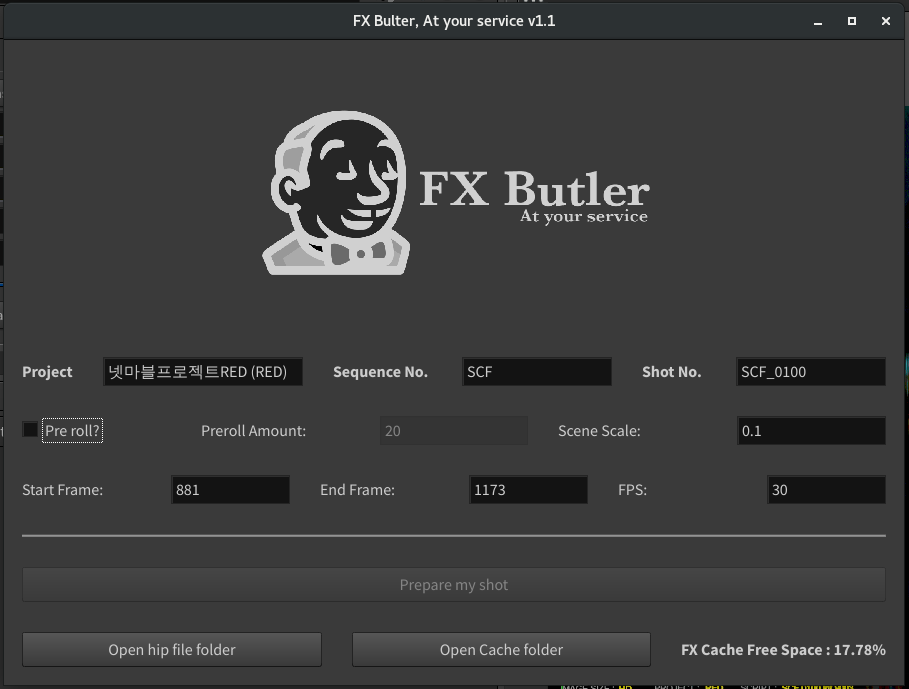 FX Bulter, At your service v1.1
FX Butler
At your service
Project 넷마블프로젝트RED (RED) Sequence No. SCF Shot No. SCF_0100
Pre roll? Preroll Amount: 20 Scene Scale: 0.1
Start Frame: 881 End Frame: 1173 FPS: 30
Prepare my shot
Open hip file folder Open Cache folder FX Cache Free Space : 17.78%